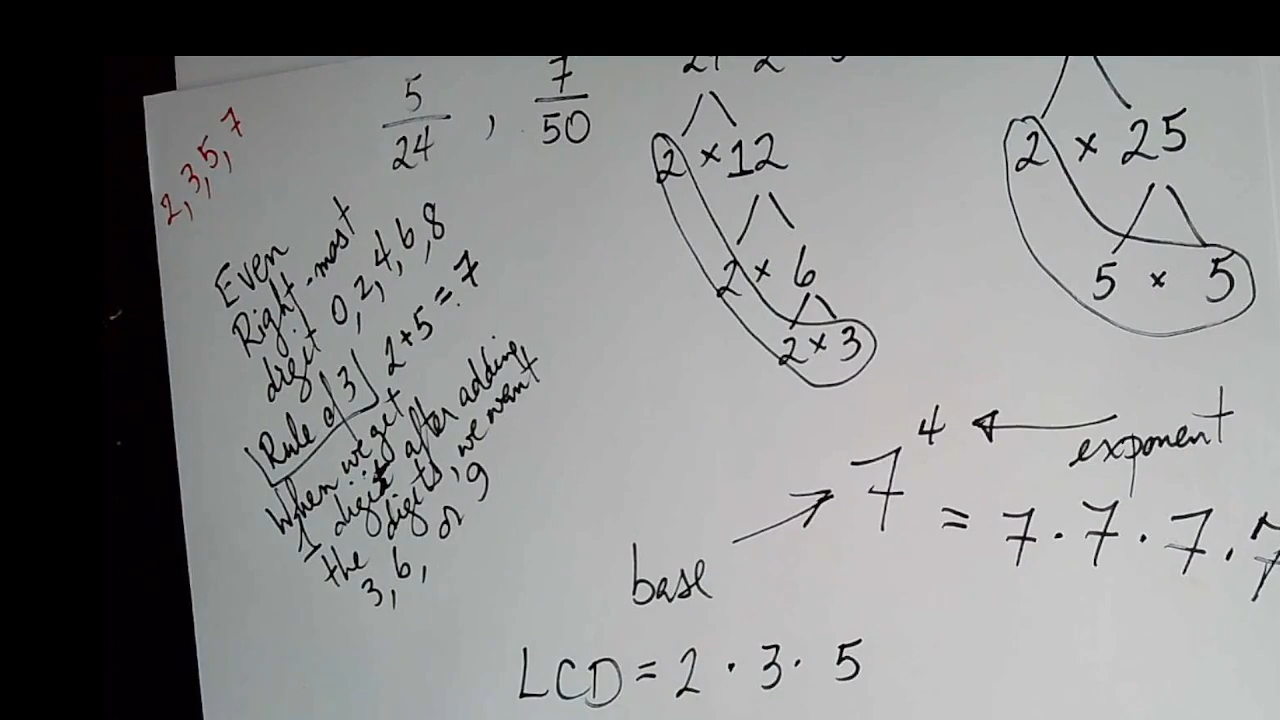 2, 3, 5, 7
5/24 , 7/50
Even
Right-most
digit 0, 2, 4, 6, 8
Rule of 3 2+5=7
When we get
1 digit after adding
the digits, we want
3, 6, or 9
2 × 12
2 × 6
2 × 3
2 × 25
5 × 5
7⁴ exponent
= 7 · 7 · 7 · 7
base
LCD = 2 · 3 · 5